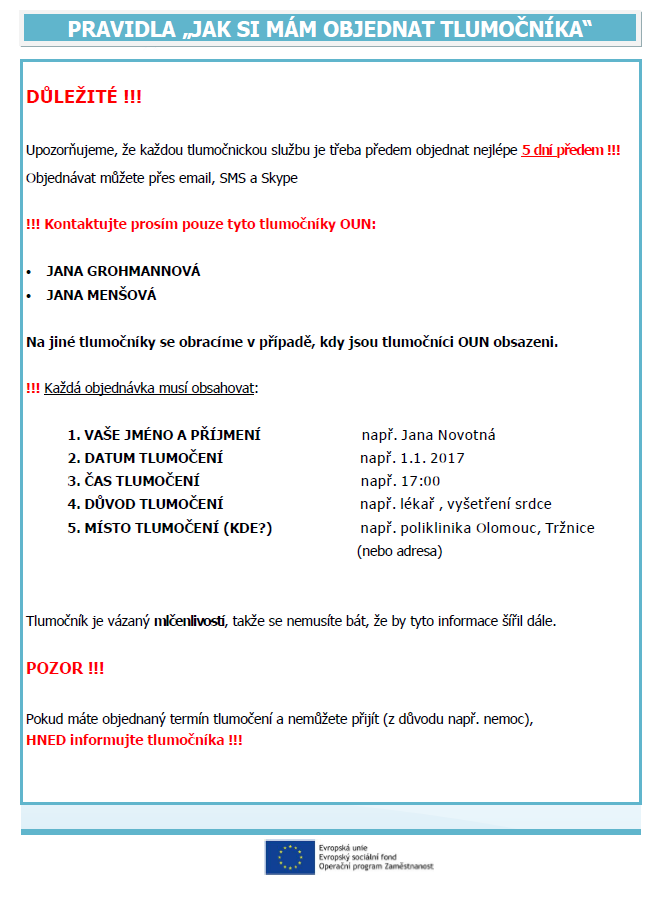 PRAVIDLA „JAK SI MÁM OBJEDNAT TLUMOČNÍKA“
DŮLEŽITÉ !!!
Upozorňujeme, že každou tlumočnickou službu je třeba předem objednat nejlépe 5 dní předem !!!
Objednávat můžete přes email, SMS a Skype
!!! Kontaktujte prosím pouze tyto tlumočníky OUN:
• JANA GROHMANNOVÁ
• JANA MENŠOVÁ
Na jiné tlumočníky se obracíme v případě, kdy jsou tlumočníci OUN obsazeni.
!!! Každá objednávka musí obsahovat:
1. VAŠE JMÉNO A PŘÍJMENÍ např. Jana Novotná
2. DATUM TLUMOČENÍ např. 1.1. 2017
3. ČAS TLUMOČENÍ např. 17:00
4. DŮVOD TLUMOČENÍ např. lékař , vyšetření srdce
5. MÍSTO TLUMOČENÍ (KDE?) např. poliklinika Olomouc, Tržnice
(nebo adresa)
Tlumočník je vázaný mlčenlivostí, takže se nemusíte bát, že by tyto informace šířil dále.
POZOR !!!
Pokud máte objednaný termín tlumočení a nemůžete přijít (z důvodu např. nemoc),
HNED informujte tlumočníka !!!
Evropská unie
Evropský sociální fond
Operační program Zaměstnanost